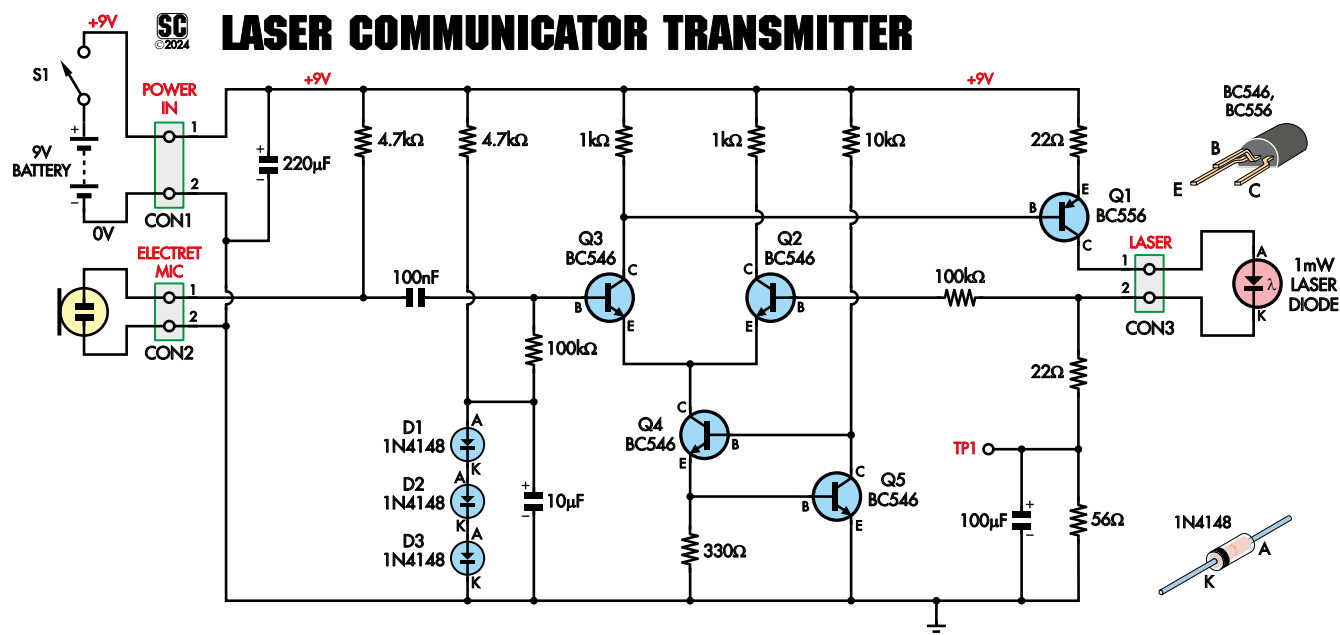 SC
©2024
LASER COMMUNICATOR TRANSMITTER
+9V
S1
9V
BATTERY
+
−
0V
POWER
IN
1
2
CON1
ELECTRET
MIC
1
2
CON2
+9V
+9V
+
220µF
−
4.7kΩ
4.7kΩ
1kΩ
1kΩ
10kΩ
22Ω
BC546,
BC556
B
E
C
E
B
Q1
BC556
C
Q3
BC546
C
B
E
Q2
BC546
C
B
E
100nF
100kΩ
100kΩ
LASER
1
2
CON3
A
λ
K
1mW
LASER
DIODE
22Ω
D1
1N4148
A
K
D2
1N4148
A
K
D3
1N4148
A
K
+
10µF
−
Q4
BC546
C
B
E
Q5
BC546
C
B
E
330Ω
TP1
100µF
+
−
56Ω
1N4148
A
K